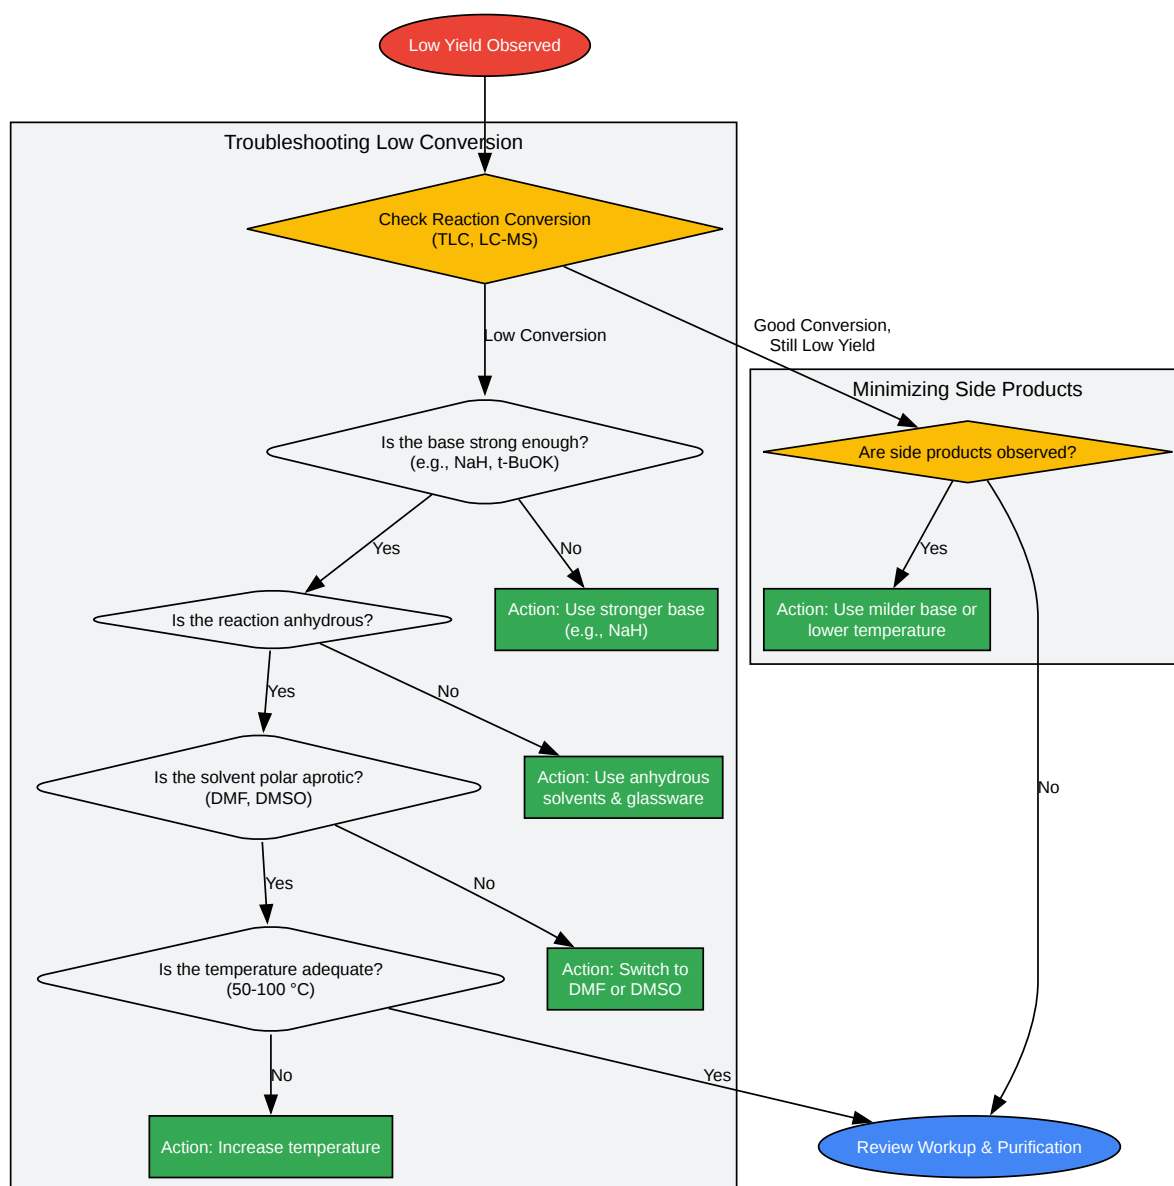 Low Yield Observed
Troubleshooting Low Conversion
Check Reaction Conversion
(TLC, LC-MS)
Low Conversion
Good Conversion,
Still Low Yield
Minimizing Side Products
Is the base strong enough?
(e.g., NaH, t-BuOK)
Are side products observed?
Yes
No
Yes
Is the reaction anhydrous?
Action: Use stronger base
(e.g., NaH)
Action: Use milder base or
lower temperature
Yes
No
Is the solvent polar aprotic?
(DMF, DMSO)
Action: Use anhydrous
solvents & glassware
No
Yes
No
Is the temperature adequate?
(50-100 °C)
Action: Switch to
DMF or DMSO
No
Yes
Action: Increase temperature
Review Workup & Purification